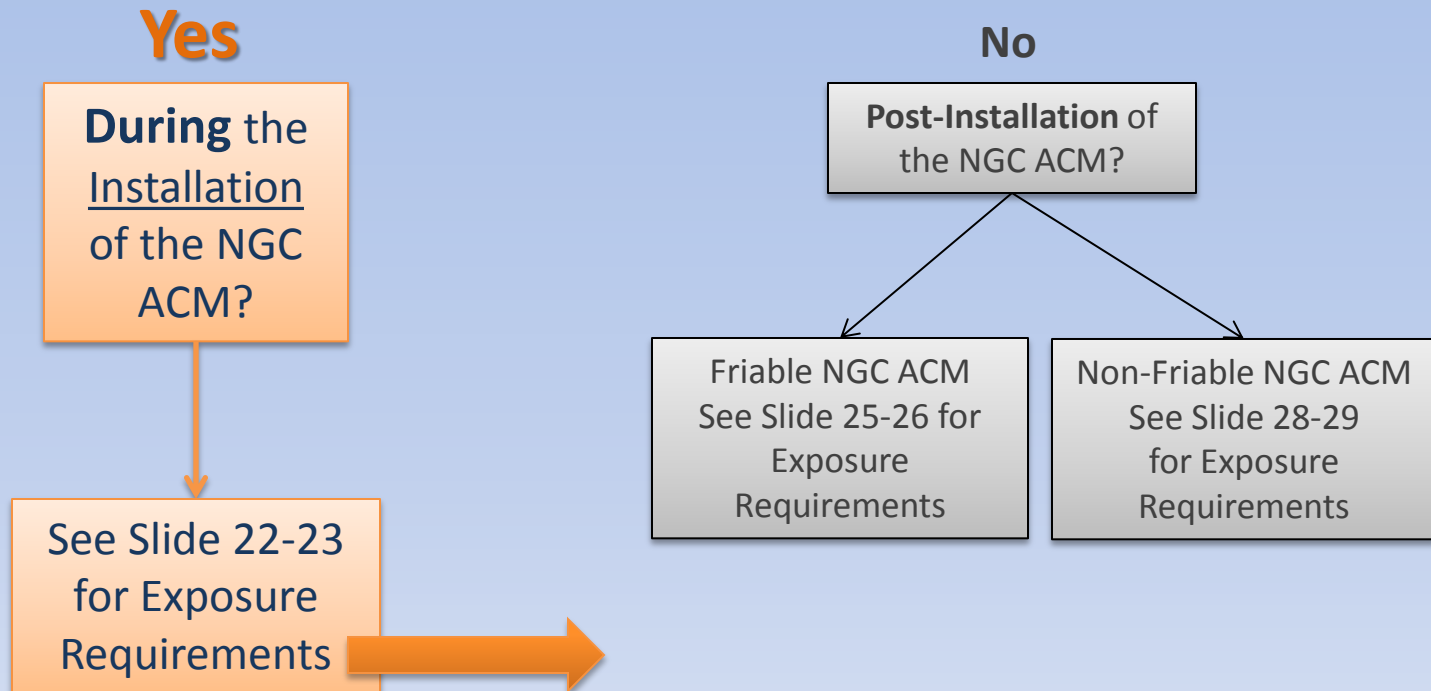 Yes
During the
Installation
of the NGC
ACM?
See Slide 22-23
for Exposure
Requirements
No
Post-Installation of
the NGC ACM?
Friable NGC ACM
See Slide 25-26 for
Exposure
Requirements
Non-Friable NGC ACM
See Slide 28-29
for Exposure
Requirements